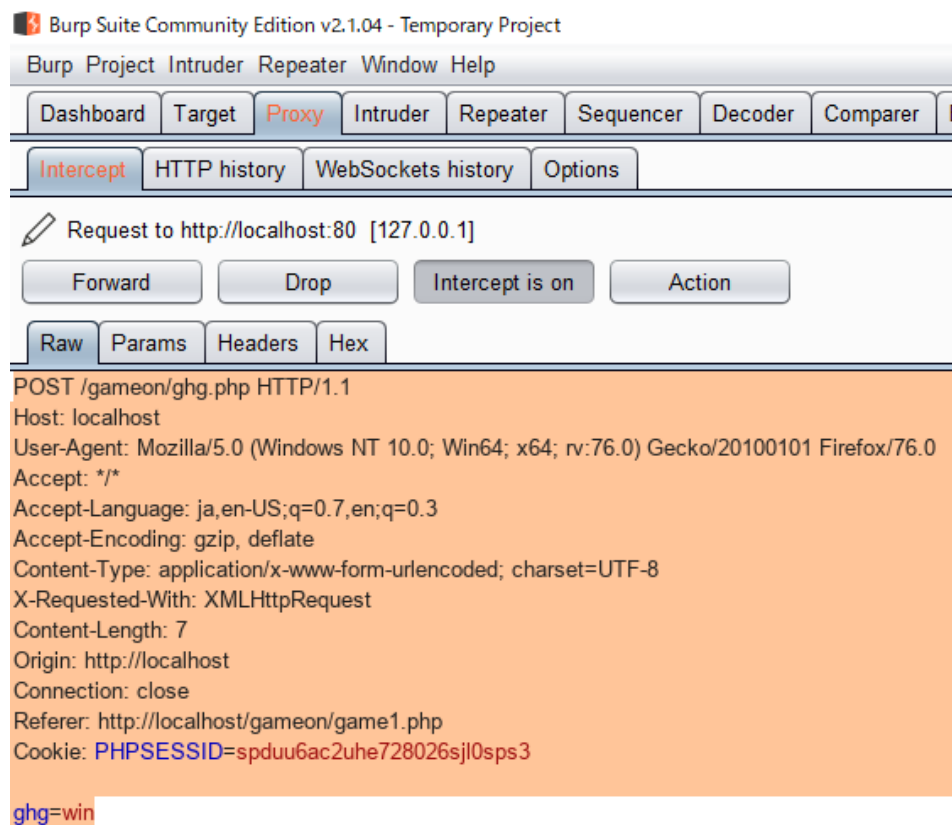 Burp Suite Community Edition v2.1.04 - Temporary Project
Burp Project Intruder Repeater Window Help
Dashboard Target Proxy Intruder Repeater Sequencer Decoder Comparer
Intercept HTTP history WebSockets history Options
Request to http://localhost:80 [127.0.0.1]
Forward Drop Intercept is on Action
Raw Params Headers Hex
POST /gameon/ghg.php HTTP/1.1
Host: localhost
User-Agent: Mozilla/5.0 (Windows NT 10.0; Win64; x64; rv:76.0) Gecko/20100101 Firefox/76.0
Accept: */*
Accept-Language: ja,en-US;q=0.7,en;q=0.3
Accept-Encoding: gzip, deflate
Content-Type: application/x-www-form-urlencoded; charset=UTF-8
X-Requested-With: XMLHttpRequest
Content-Length: 7
Origin: http://localhost
Connection: close
Referer: http://localhost/gameon/game1.php
Cookie: PHPSESSID=spduu6ac2uhe728026sjl0sps3
ghg=win